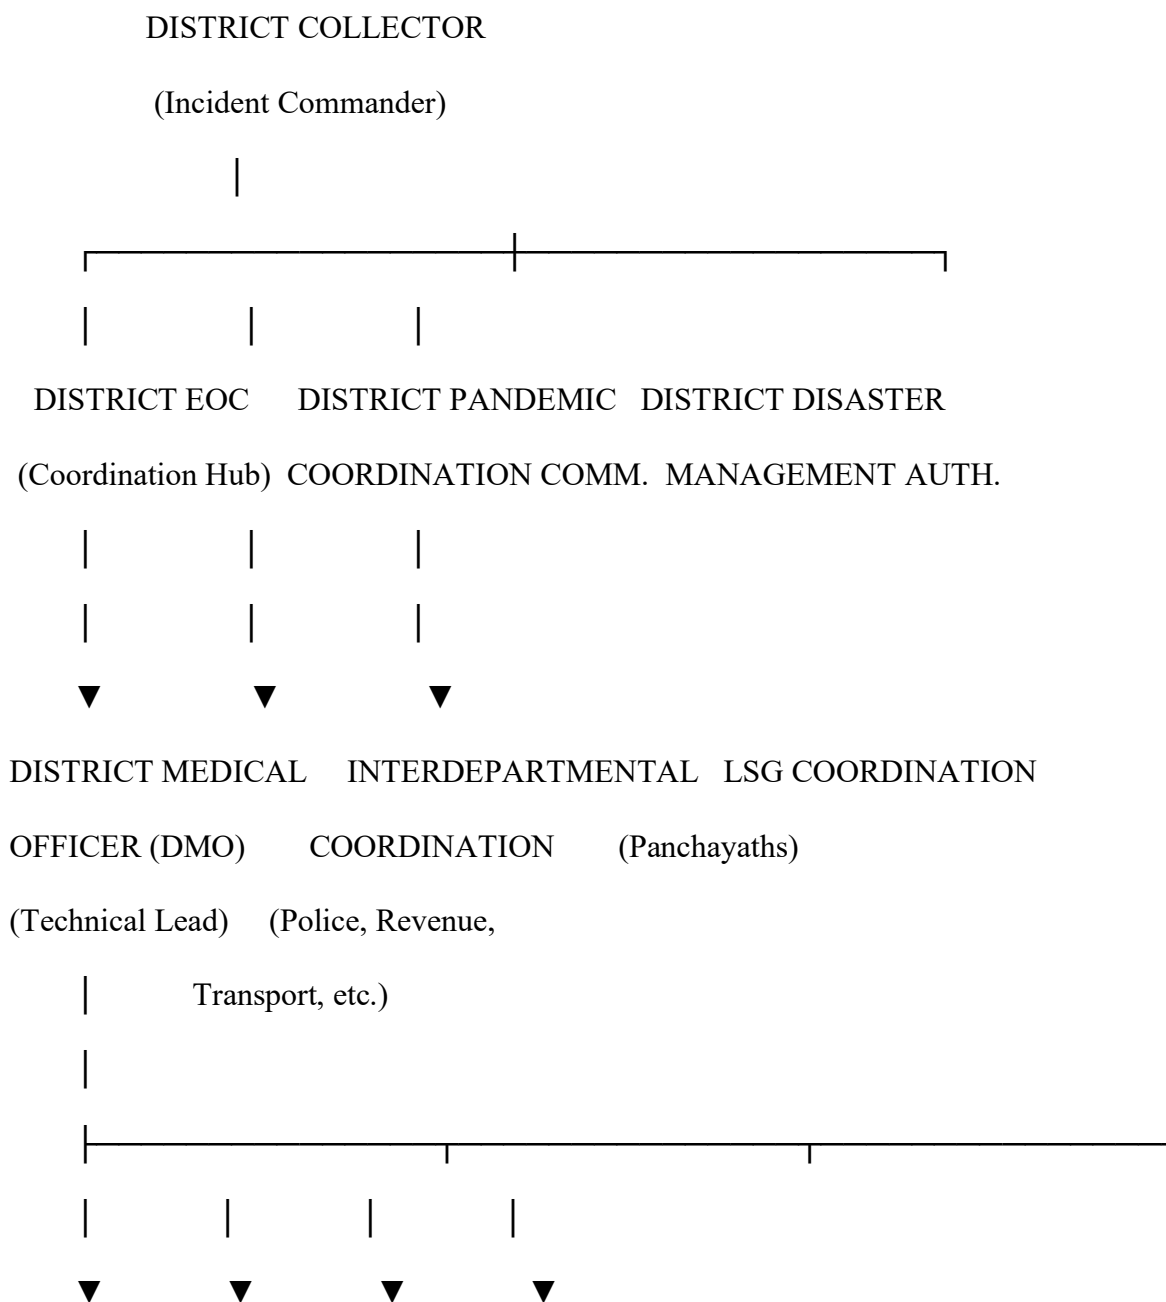 DISTRICT COLLECTOR
(Incident Commander)
DISTRICT EOC DISTRICT PANDEMIC DISTRICT DISASTER
(Coordination Hub) COORDINATION COMM. MANAGEMENT AUTH.
DISTRICT MEDICAL INTERDEPARTMENTAL LSG COORDINATION
OFFICER (DMO) COORDINATION (Panchayaths)
(Technical Lead) (Police, Revenue,
Transport, etc.)